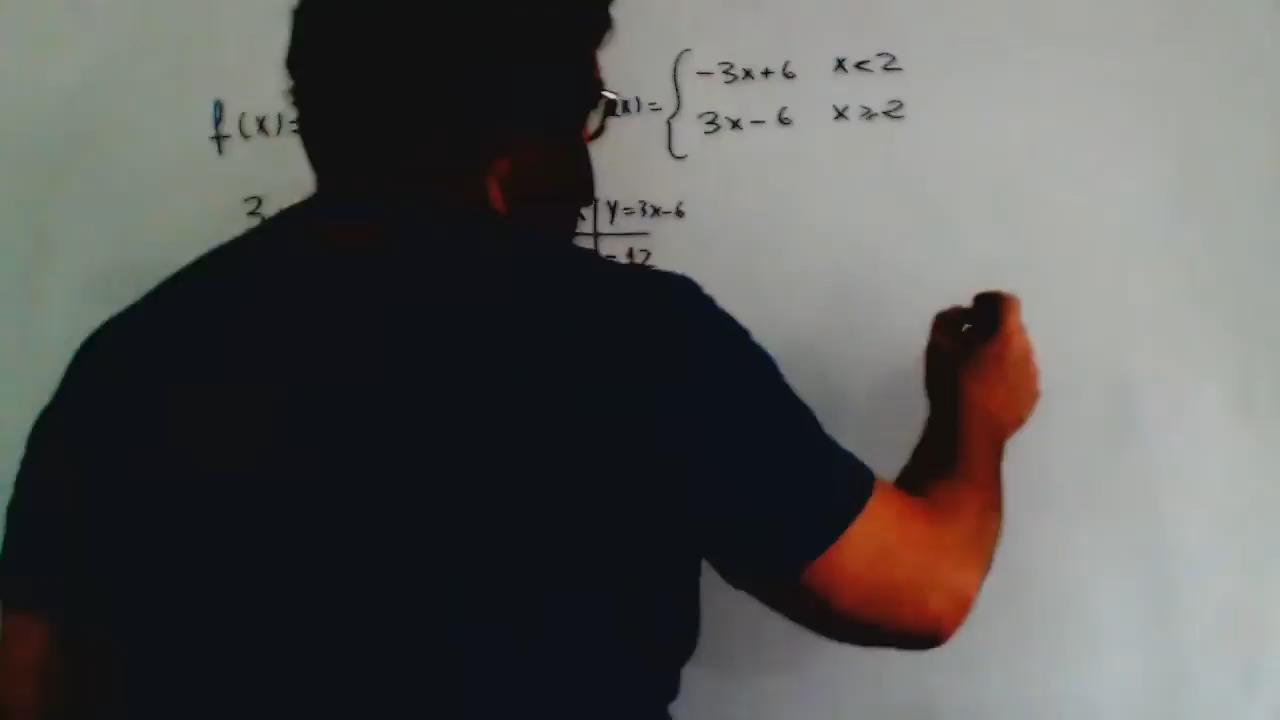 f(x)=
(x) = { -3x+6 x<2
3x-6 x≥2
3
x | y=3x-6
-12